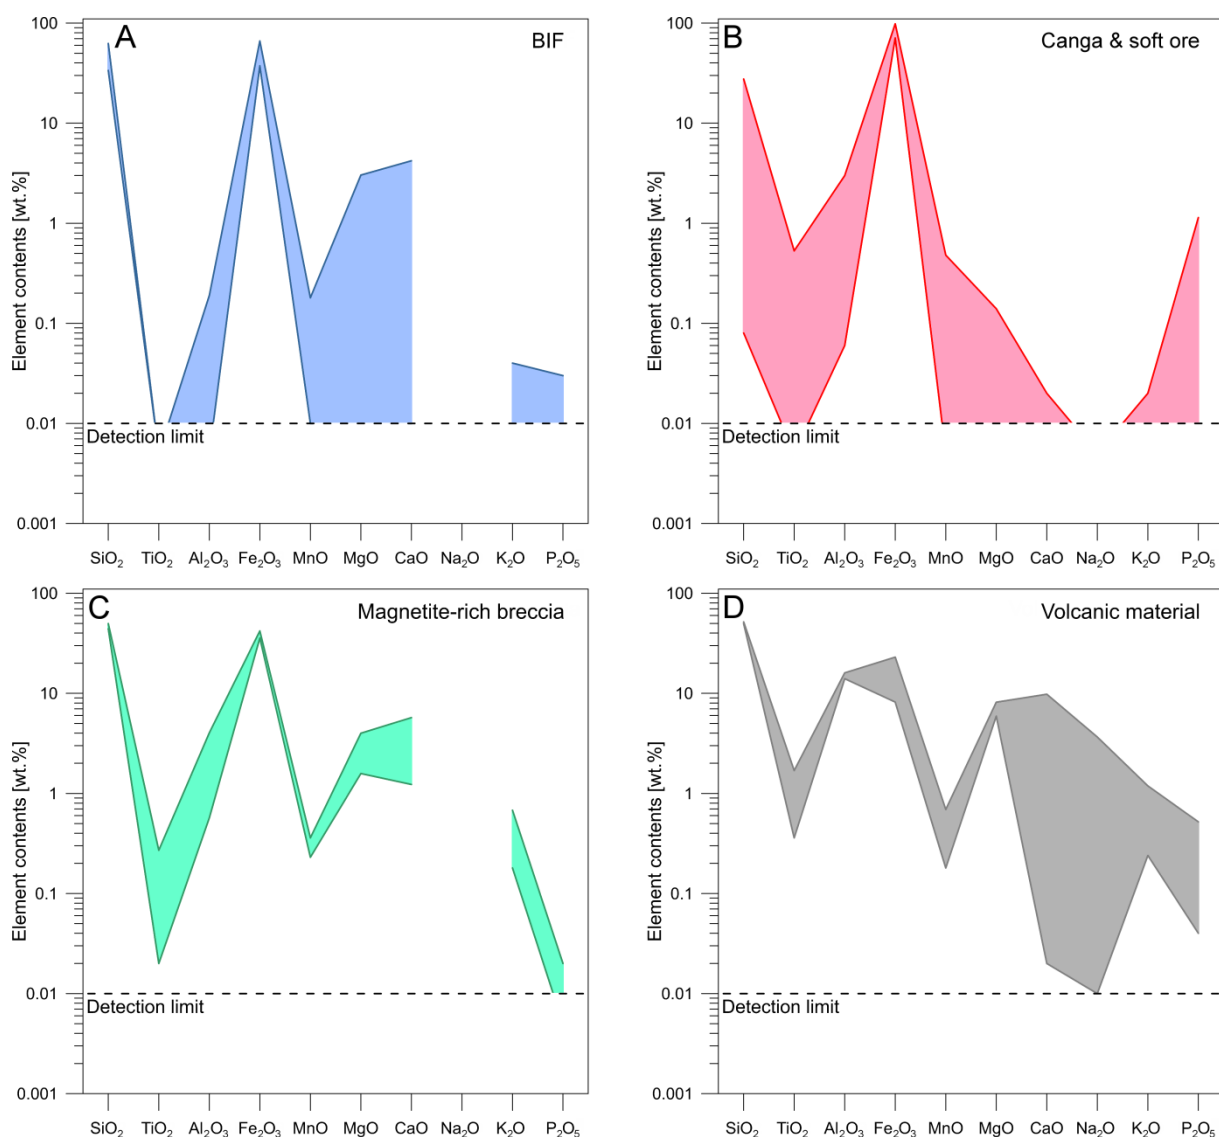 A
BIF
Element contents [wt.%]
100
10
1
0.1
0.01
0.001
Detection limit
SiO₂ TiO₂ Al₂O₃ Fe₂O₃ MnO MgO CaO Na₂O K₂O P₂O₅
B
Canga & soft ore
Element contents [wt.%]
100
10
1
0.1
0.01
0.001
Detection limit
SiO₂ TiO₂ Al₂O₃ Fe₂O₃ MnO MgO CaO Na₂O K₂O P₂O₅
C
Magnetite-rich breccia
Element contents [wt.%]
100
10
1
0.1
0.01
0.001
Detection limit
SiO₂ TiO₂ Al₂O₃ Fe₂O₃ MnO MgO CaO Na₂O K₂O P₂O₅
D
Volcanic material
Element contents [wt.%]
100
10
1
0.1
0.01
0.001
Detection limit
SiO₂ TiO₂ Al₂O₃ Fe₂O₃ MnO MgO CaO Na₂O K₂O P₂O₅